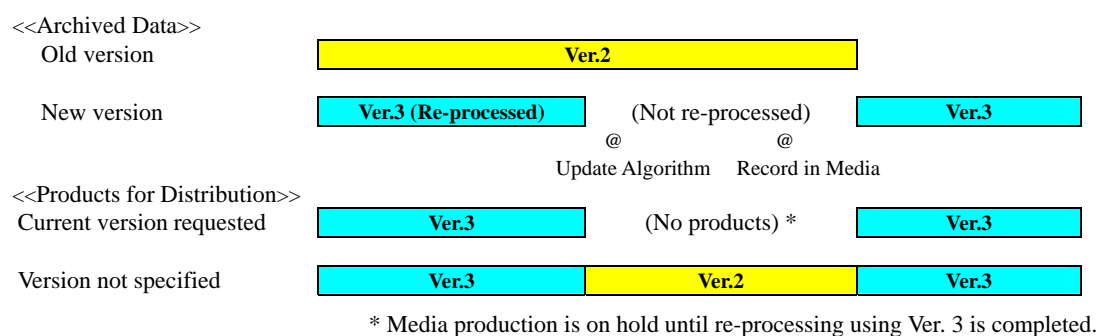 <<Archived Data>>
Old version Ver.2
New version Ver.3 (Re-processed) (Not re-processed) Ver.3
@ @
Update Algorithm Record in Media
<<Products for Distribution>>
Current version requested Ver.3 (No products) * Ver.3
Version not specified Ver.3 Ver.2 Ver.3
* Media production is on hold until re-processing using Ver. 3 is completed.